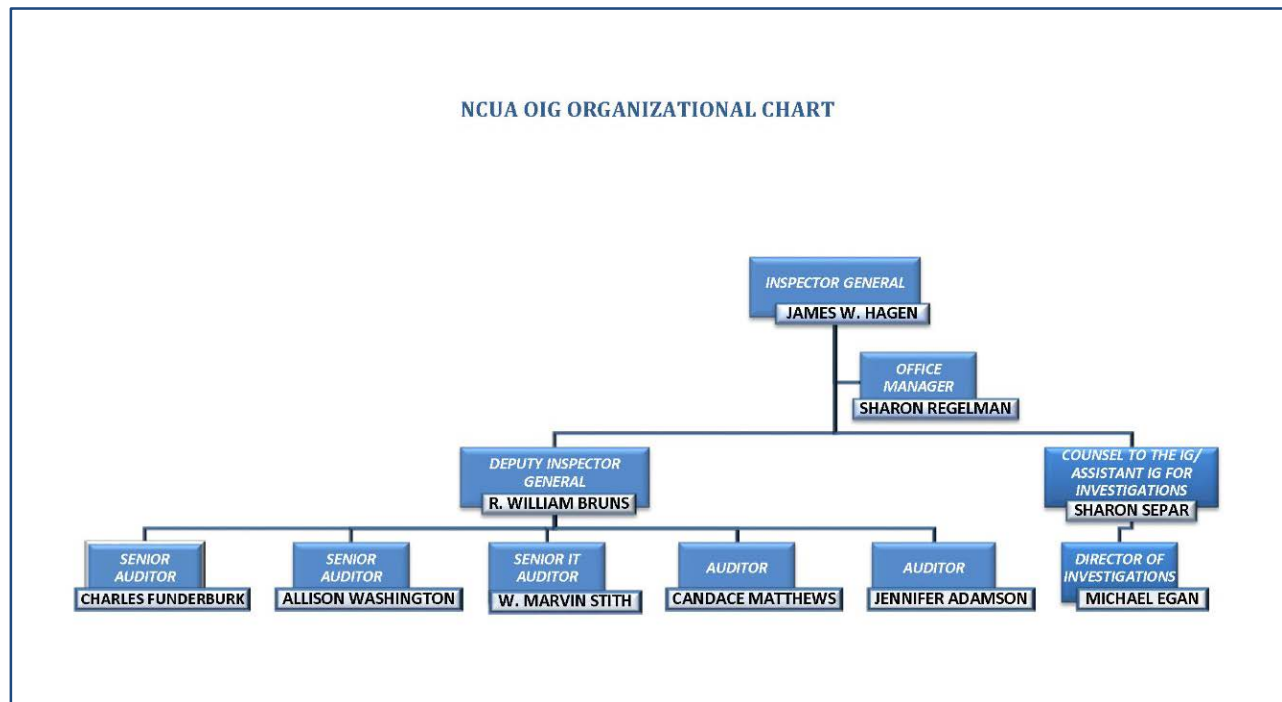 NCUA OIG ORGANIZATIONAL CHART
INSPECTOR GENERAL
JAMES W. HAGEN
OFFICE
MANAGER
SHARON REGELMAN
DEPUTY INSPECTOR
GENERAL
R. WILLIAM BRUNS
COUNSEL TO THE IG/
ASSISTANT IG FOR
INVESTIGATIONS
SHARON SEPAR
SENIOR
AUDITOR
CHARLES FUNDERBURK
SENIOR
AUDITOR
ALLISON WASHINGTON
SENIOR IT
AUDITOR
W. MARVIN STITH
AUDITOR
CANDACE MATTHEWS
AUDITOR
JENNIFER ADAMSON
DIRECTOR OF
INVESTIGATIONS
MICHAEL EGAN